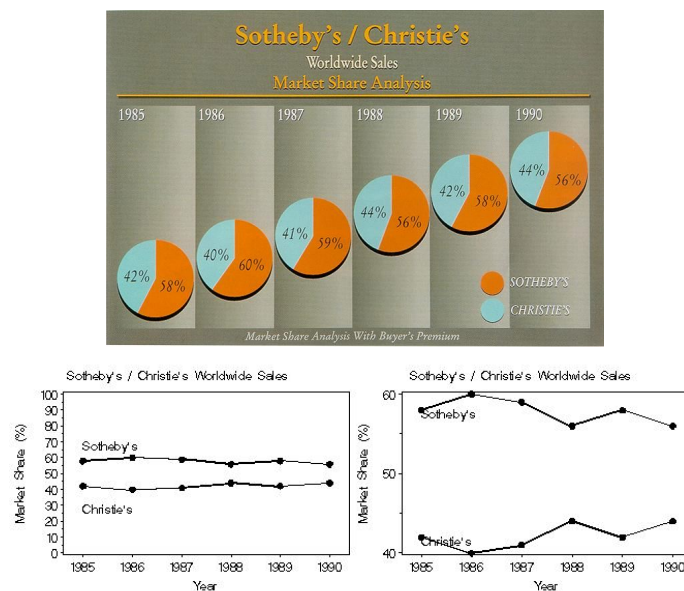 Sotheby's / Christie's
Worldwide Sales
Market Share Analysis
1985 1986 1987 1988 1989 1990
42% 58%
40% 60%
41% 59%
44% 56%
42% 58%
44% 56%
SOTHEBY'S
CHRISTIE'S
Market Share Analysis With Buyer's Premium
Sotheby's / Christie's Worldwide Sales
Market Share (%)
100
90
80
70
60
50
40
30
20
10
0
Sotheby's
Christie's
1985 1986 1987 1988 1989 1990
Year
Sotheby's / Christie's Worldwide Sales
Market Share (%)
60
50
40
Sotheby's
Christie's
1985 1986 1987 1988 1989 1990
Year